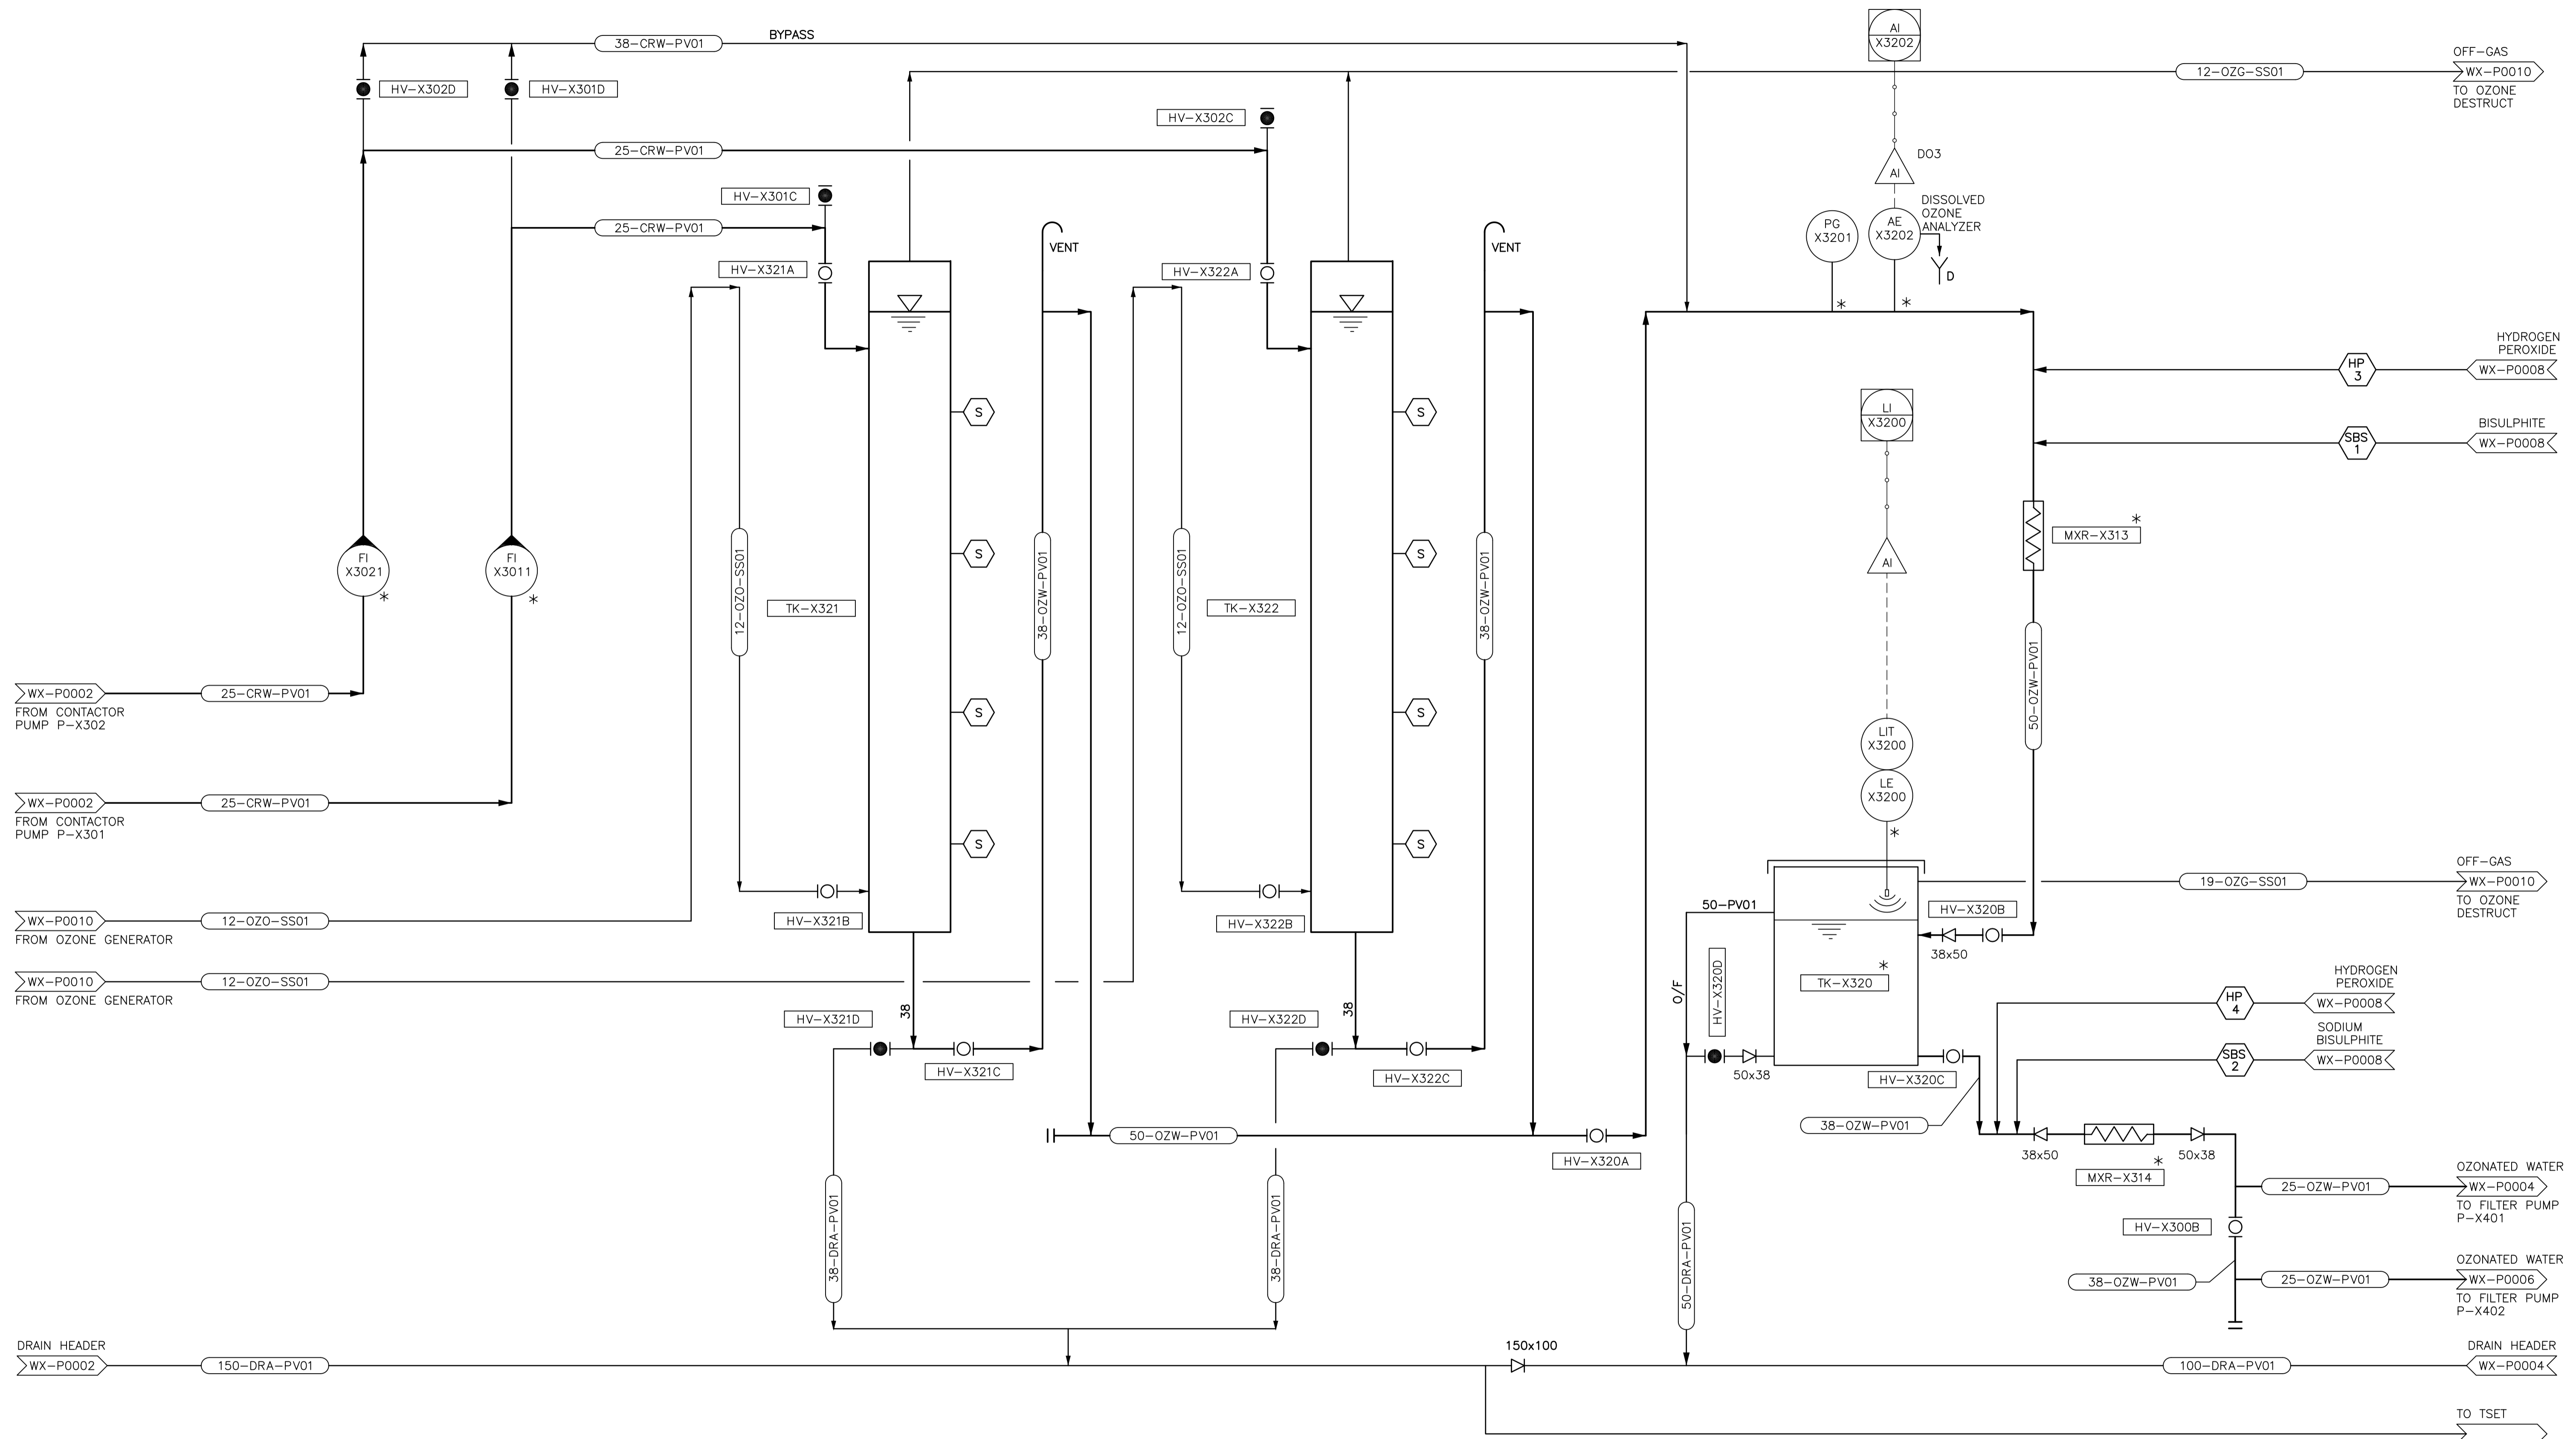 AI
X3202
38-CRW-PV01
BYPASS
OFF-GAS
12-OZG-SS01
WX-P0010
TO OZONE
DESTRUCT
HV-X302D
HV-X301D
HV-X302C
25-CRW-PV01
DO3
AI
HV-X301C
25-CRW-PV01
DISSOLVED
OZONE
ANALYZER
PG
X3201
AE
X3202
VENT
VENT
D
HV-X321A
HV-X322A
HYDROGEN
PEROXIDE
HP
3
WX-P0008
LI
X3200
S
S
BISULPHITE
SBS
1
WX-P0008
FI
X3021
FI
X3011
S
S
AI
MXR-X313
12-OZO-SS01
TK-X321
38-OZW-PV01
12-OZO-SS01
TK-X322
38-OZW-PV01
50-OZW-PV01
WX-P0002
25-CRW-PV01
FROM CONTACTOR
PUMP P-X302
S
S
LIT
X3200
LE
X3200
WX-P0002
25-CRW-PV01
FROM CONTACTOR
PUMP P-X301
S
S
OFF-GAS
19-OZG-SS01
WX-P0010
TO OZONE
DESTRUCT
50-PV01
HV-X320B
38x50
WX-P0010
12-OZO-SS01
FROM OZONE GENERATOR
HV-X321B
HV-X322B
WX-P0010
12-OZO-SS01
FROM OZONE GENERATOR
TK-X320
O/F
HV-X320D
HYDROGEN
PEROXIDE
HP
4
WX-P0008
38
38
HV-X321D
HV-X322D
SODIUM
BISULPHITE
SBS
2
WX-P0008
HV-X321C
HV-X322C
50x38
HV-X320C
38-OZW-PV01
50-OZW-PV01
HV-X320A
38x50
50x38
MXR-X314
OZONATED WATER
25-OZW-PV01
WX-P0004
TO FILTER PUMP
P-X401
HV-X300B
38-DRA-PV01
38-DRA-PV01
50-DRA-PV01
OZONATED WATER
38-OZW-PV01
25-OZW-PV01
WX-P0006
TO FILTER PUMP
P-X402
DRAIN HEADER
WX-P0002
150-DRA-PV01
150x100
DRAIN HEADER
100-DRA-PV01
WX-P0004
TO TSET